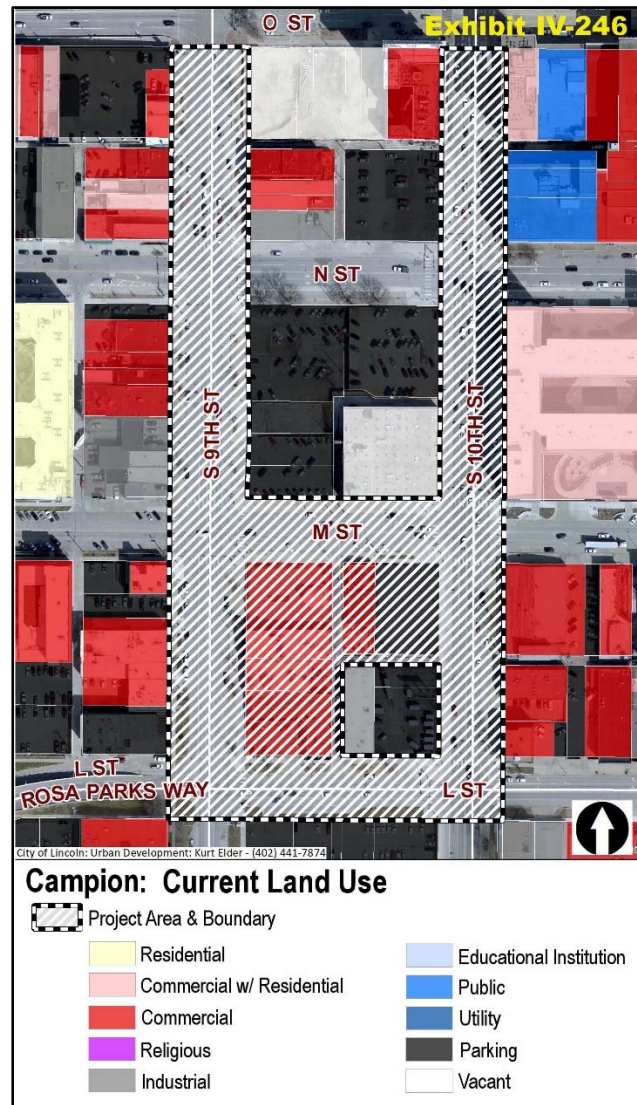 O ST
Exhibit IV-246
N ST
S 9TH ST
S 10TH ST
M ST
L ST
ROSA PARKS WAY
L ST
City of Lincoln: Urban Development: Kurt Elder - (402) 441-7874
Campion: Current Land Use
Project Area & Boundary
Residential
Commercial w/ Residential
Commercial
Religious
Industrial
Educational Institution
Public
Utility
Parking
Vacant